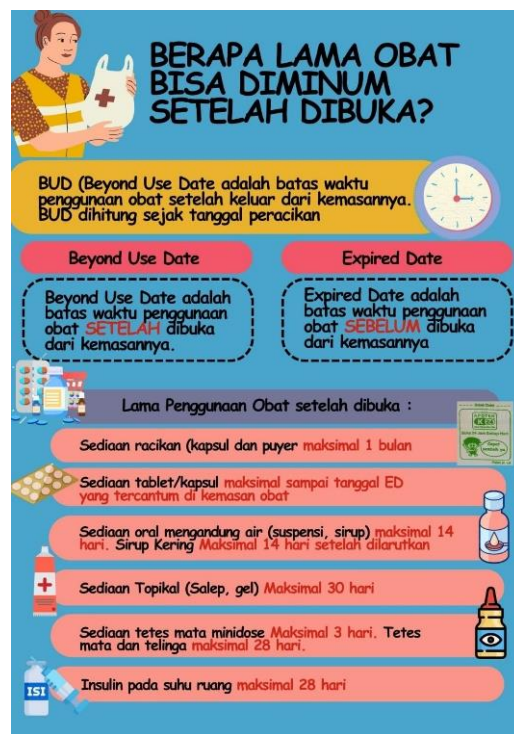 BERAPA LAMA OBAT
BISA DIMINUM
SETELAH DIBUKA?
BUD (Beyond Use Date adalah batas waktu
penggunaan obat setelah keluar dari kemasannya.
BUD dihitung sejak tanggal peracikan
Beyond Use Date
Beyond Use Date adalah
batas waktu penggunaan
obat SETELAH dibuka
dari kemasannya.
Expired Date
Expired Date adalah
batas waktu penggunaan
obat SEBELUM dibuka
dari kemasannya
Lama Penggunaan Obat setelah dibuka :
Sediaan racikan (kapsul dan puyer maksimal 1 bulan
Sediaan tablet/kapsul maksimal sampai tanggal ED
yang tercantum di kemasan obat
Sediaan oral mengandung air (suspensi, sirup) maksimal 14
hari. Sirup Kering Maksimal 14 hari setelah dilarutkan
Sediaan Topikal (Salep, gel) Maksimal 30 hari
Sediaan tetes mata minidose Maksimal 3 hari. Tetes
mata dan telinga maksimal 28 hari.
ISI
Insulin pada suhu ruang maksimal 28 hari